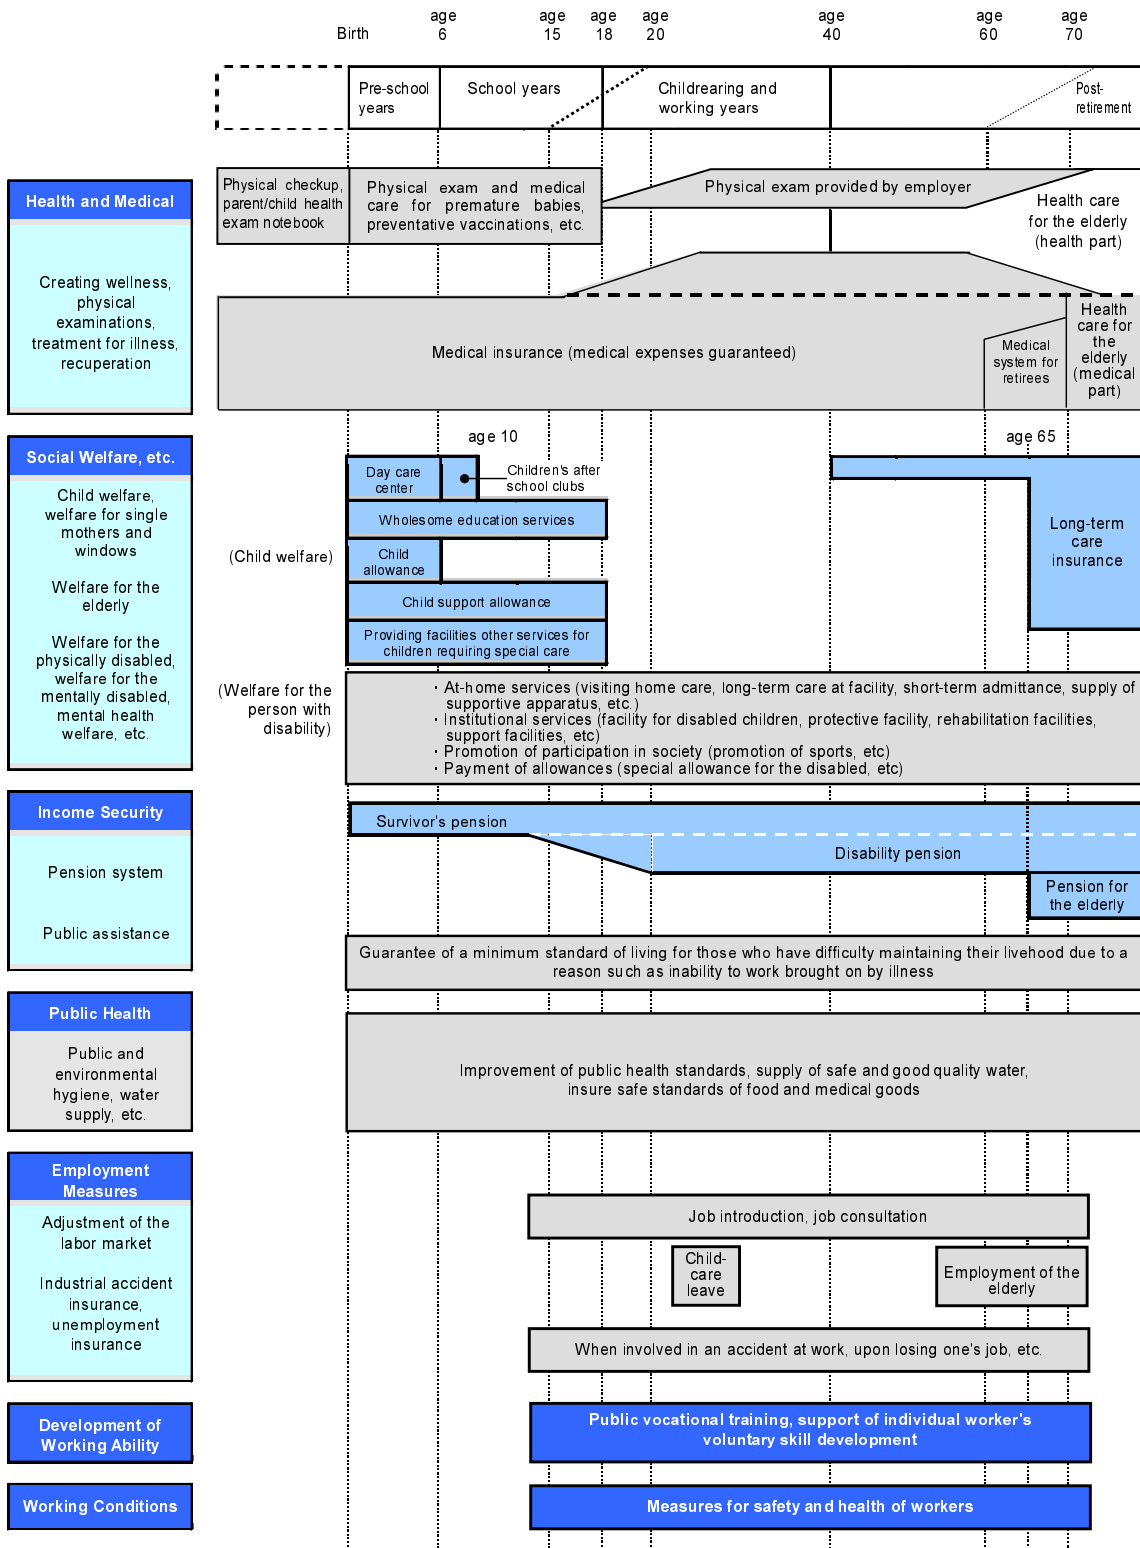 Birth
age
6
age
15
age
18
age
20
age
40
age
60
age
70
Pre-school
years
School years
Childrearing and
working years
Post-
retirement
Health and Medical
Creating wellness,
physical
examinations,
treatment for illness,
recuperation
Physical checkup,
parent/child health
exam notebook
Physical exam and medical
care for premature babies,
preventative vaccinations, etc.
Physical exam provided by employer
Health care
for the elderly
(health part)
Medical insurance (medical expenses guaranteed)
Medical
system for
retirees
Health
care for
the
elderly
(medical
part)
Social Welfare, etc.
Child welfare,
welfare for single
mothers and
windows
Welfare for the
elderly
Welfare for the
physically disabled,
welfare for the
mentally disabled,
mental health
welfare, etc.
age 10
age 65
(Child welfare)
Day care
center
Children's after
school clubs
Wholesome education services
Child
allowance
Child support allowance
Providing facilities other services for
children requiring special care
Long-term
care
insurance
(Welfare for the
person with
disability)
・At-home services (visiting home care, long-term care at facility, short-term admittance, supply of
supportive apparatus, etc.)
・Institutional services (facility for disabled children, protective facility, rehabilitation facilities,
support facilities, etc)
・Promotion of participation in society (promotion of sports, etc)
・Payment of allowances (special allowance for the disabled, etc)
Income Security
Pension system
Public assistance
Survivor's pension
Disability pension
Pension for
the elderly
Guarantee of a minimum standard of living for those who have difficulty maintaining their livehood due to a
reason such as inability to work brought on by illness
Public Health
Public and
environmental
hygiene, water
supply, etc.
Improvement of public health standards, supply of safe and good quality water,
insure safe standards of food and medical goods
Employment
Measures
Adjustment of the
labor market
Industrial accident
insurance,
unemployment
insurance
Job introduction, job consultation
Child-
care
leave
Employment of the
elderly
When involved in an accident at work, upon losing one's job, etc.
Development of
Working Ability
Public vocational training, support of individual worker's
voluntary skill development
Working Conditions
Measures for safety and health of workers